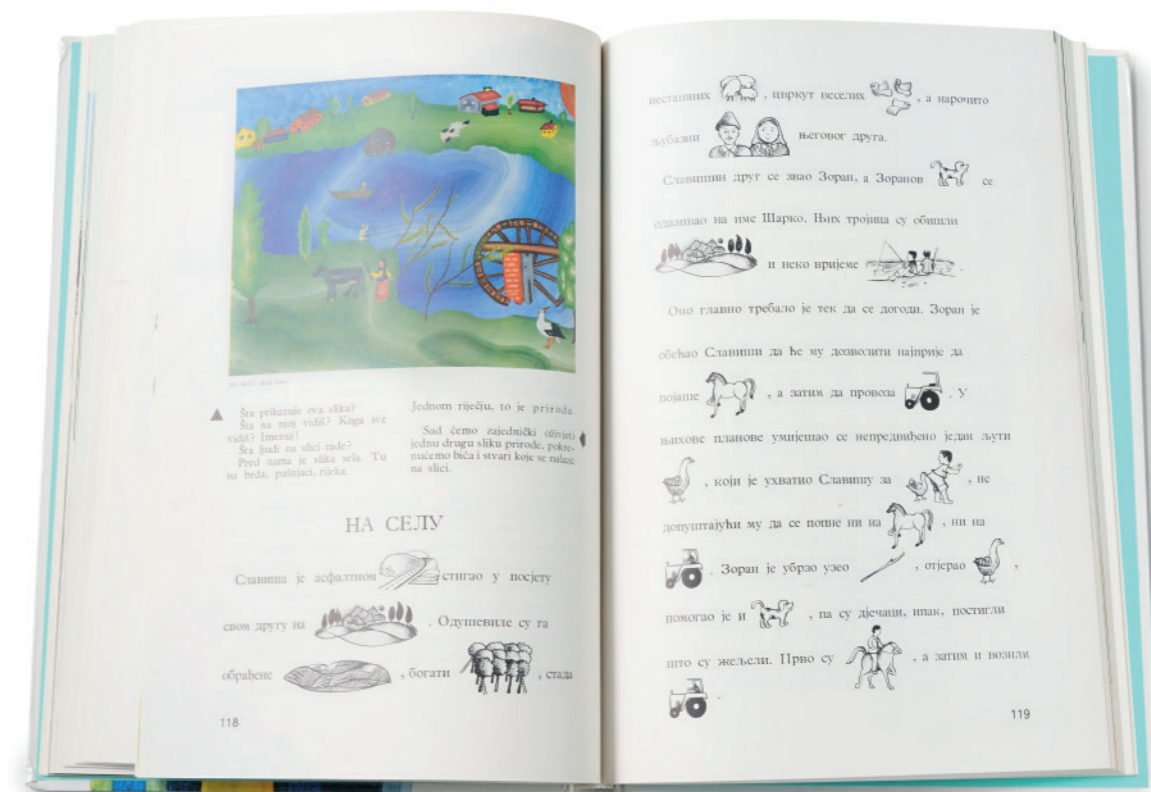 Šta prikazuje ova slika?
Šta na njoj vidiš? Koga sve
vidiš? Imenuj!
Šta ljudi na slici rade?
Pred nama je slika sela. Tu
su brda, pašnjaci, rijeka.
Jednom riječju, to je priroda.
Sad ćemo zajednički oživjeti
jednu drugu sliku prirode, pokre-
nućemo bića i stvari koje se nalaze
na slici.
НА СЕЛУ
Славиша је асфалтном стигао у посјету
свом другу на . Одушевиле су га
обрађене , богати , стада
118
несташних , цвркут веселих , а нарочито
љубазни његовог друга.
Славишин друг се звао Зоран, а Зоранов се
одазивао на име Шарко. Њих тројица су обишли
и неко вријеме .
Оно главно требало је тек да се догоди. Зоран је
обећао Славиши да ће му дозволити најприје да
појаше , а затим да провоза . У
њихове планове умијешао се непредвиђено један љути
, који је ухватио Славишу за , не
допуштајући му да се попне ни на , ни на
. Зоран је убрзо узео , отјерао ,
помогао је и , па су дјечаци, ипак, постигли
што су жељели. Прво су , а затим и возили
119